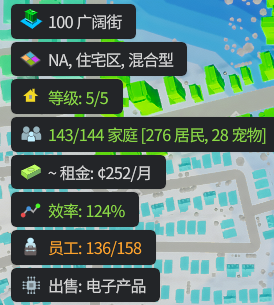 100 广阔街
NA, 住宅区, 混合型
等级: 5/5
143/144 家庭 [276 居民, 28 宠物]
~ 租金: ¢252/月
效率: 124%
员工: 136/158
出售: 电子产品